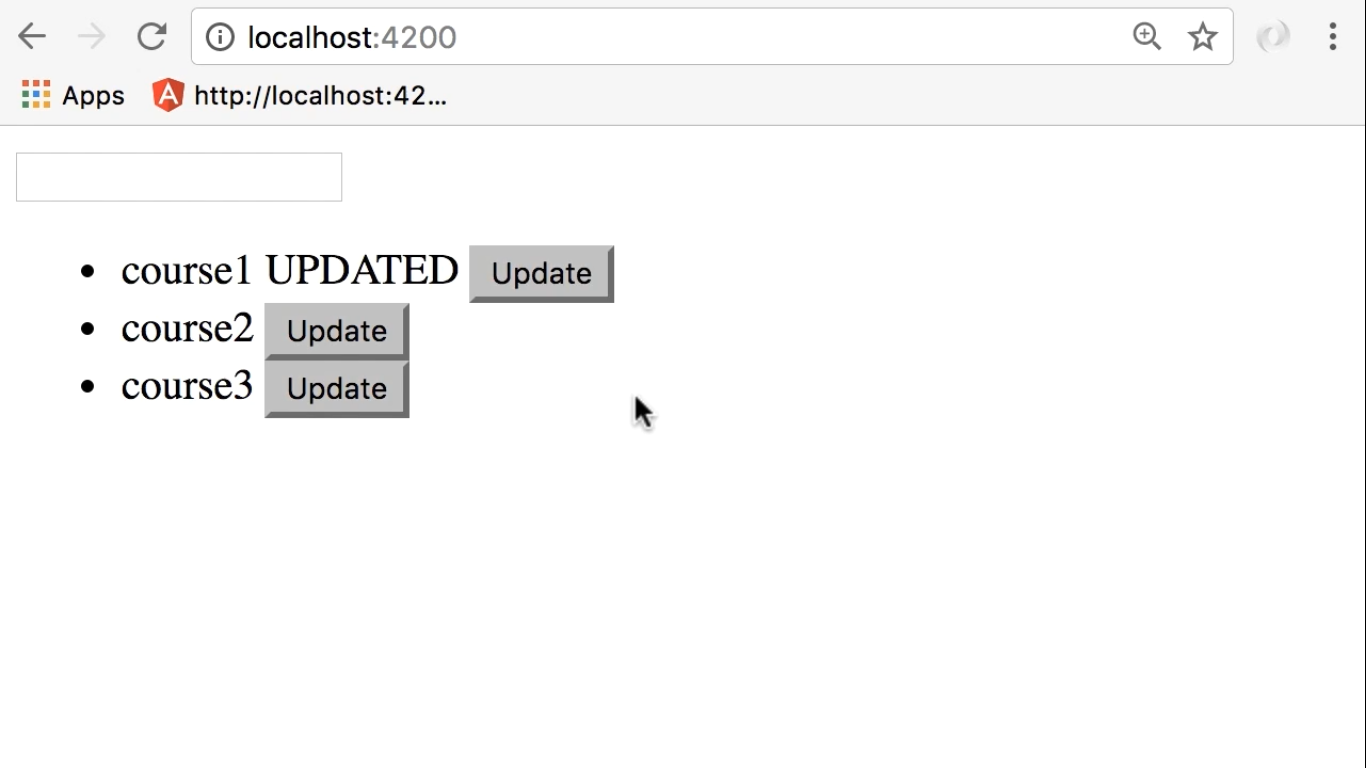 localhost:4200
Apps http://localhost:42...
course1 UPDATED Update
course2 Update
course3 Update